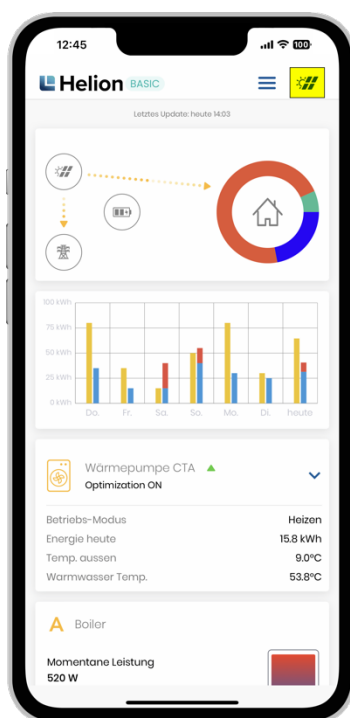 12:45
100
Helion BASIC
Letztes Update: heute 14:03
100 kWh
75 kWh
50 kWh
25 kWh
0 kWh
Do. Fr. Sa. So. Mo. Di. heute
Wärmepumpe CTA
Optimization ON
Betriebs-Modus Heizen
Energie heute 15.8 kWh
Temp. aussen 9.0°C
Warmwasser Temp. 53.8°C
A Boiler
Momentane Leistung
520 W